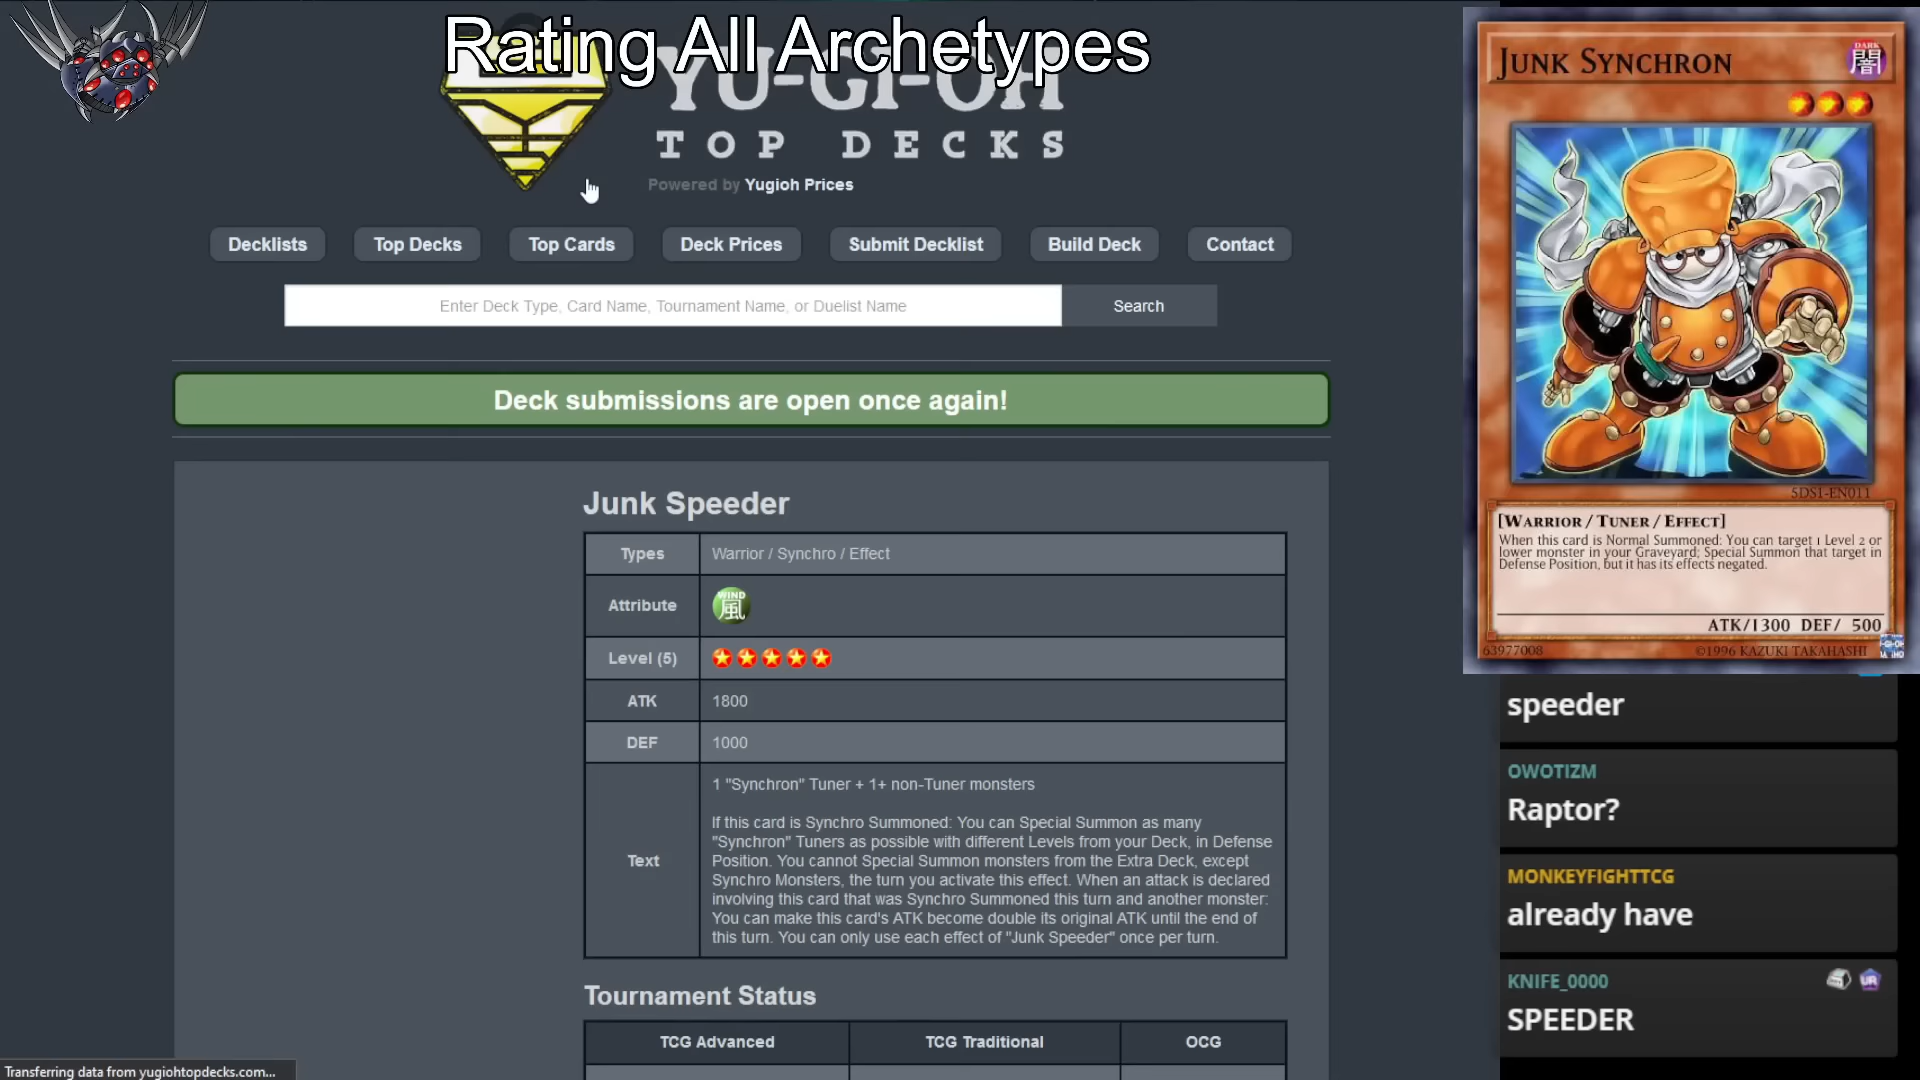 Rating All Archetypes
YU-GI-OH
TOP DECKS
Powered by Yugioh Prices
Decklists
Top Decks
Top Cards
Deck Prices
Submit Decklist
Build Deck
Contact
Enter Deck Type, Card Name, Tournament Name, or Duelist Name
Search
Deck submissions are open once again!
Junk Speeder
Types
Warrior / Synchro / Effect
Attribute
WIND
風
Level (5)
ATK
1800
DEF
1000
Text
1 "Synchron" Tuner + 1+ non-Tuner monsters
If this card is Synchro Summoned: You can Special Summon as many
"Synchron" Tuners as possible with different Levels from your Deck, in Defense
Position. You cannot Special Summon monsters from the Extra Deck, except
Synchro Monsters, the turn you activate this effect. When an attack is declared
involving this card that was Synchro Summoned this turn and another monster:
You can make this card's ATK become double its original ATK until the end of
this turn. You can only use each effect of "Junk Speeder" once per turn.
Tournament Status
TCG Advanced
TCG Traditional
OCG
Transferring data from yugiohtopdecks.com...
JUNK SYNCHRON
DARK
闇
5DS1-EN011
[WARRIOR / TUNER / EFFECT]
When this card is Normal Summoned: You can target 1 Level 2 or
lower monster in your Graveyard; Special Summon that target in
Defense Position, but it has its effects negated.
ATK/1300 DEF/ 500
63977008
©1996 KAZUKI TAKAHASHI
speeder
OWOTIZM
Raptor?
MONKEYFIGHTTCG
already have
KNIFE_0000
UR
SPEEDER